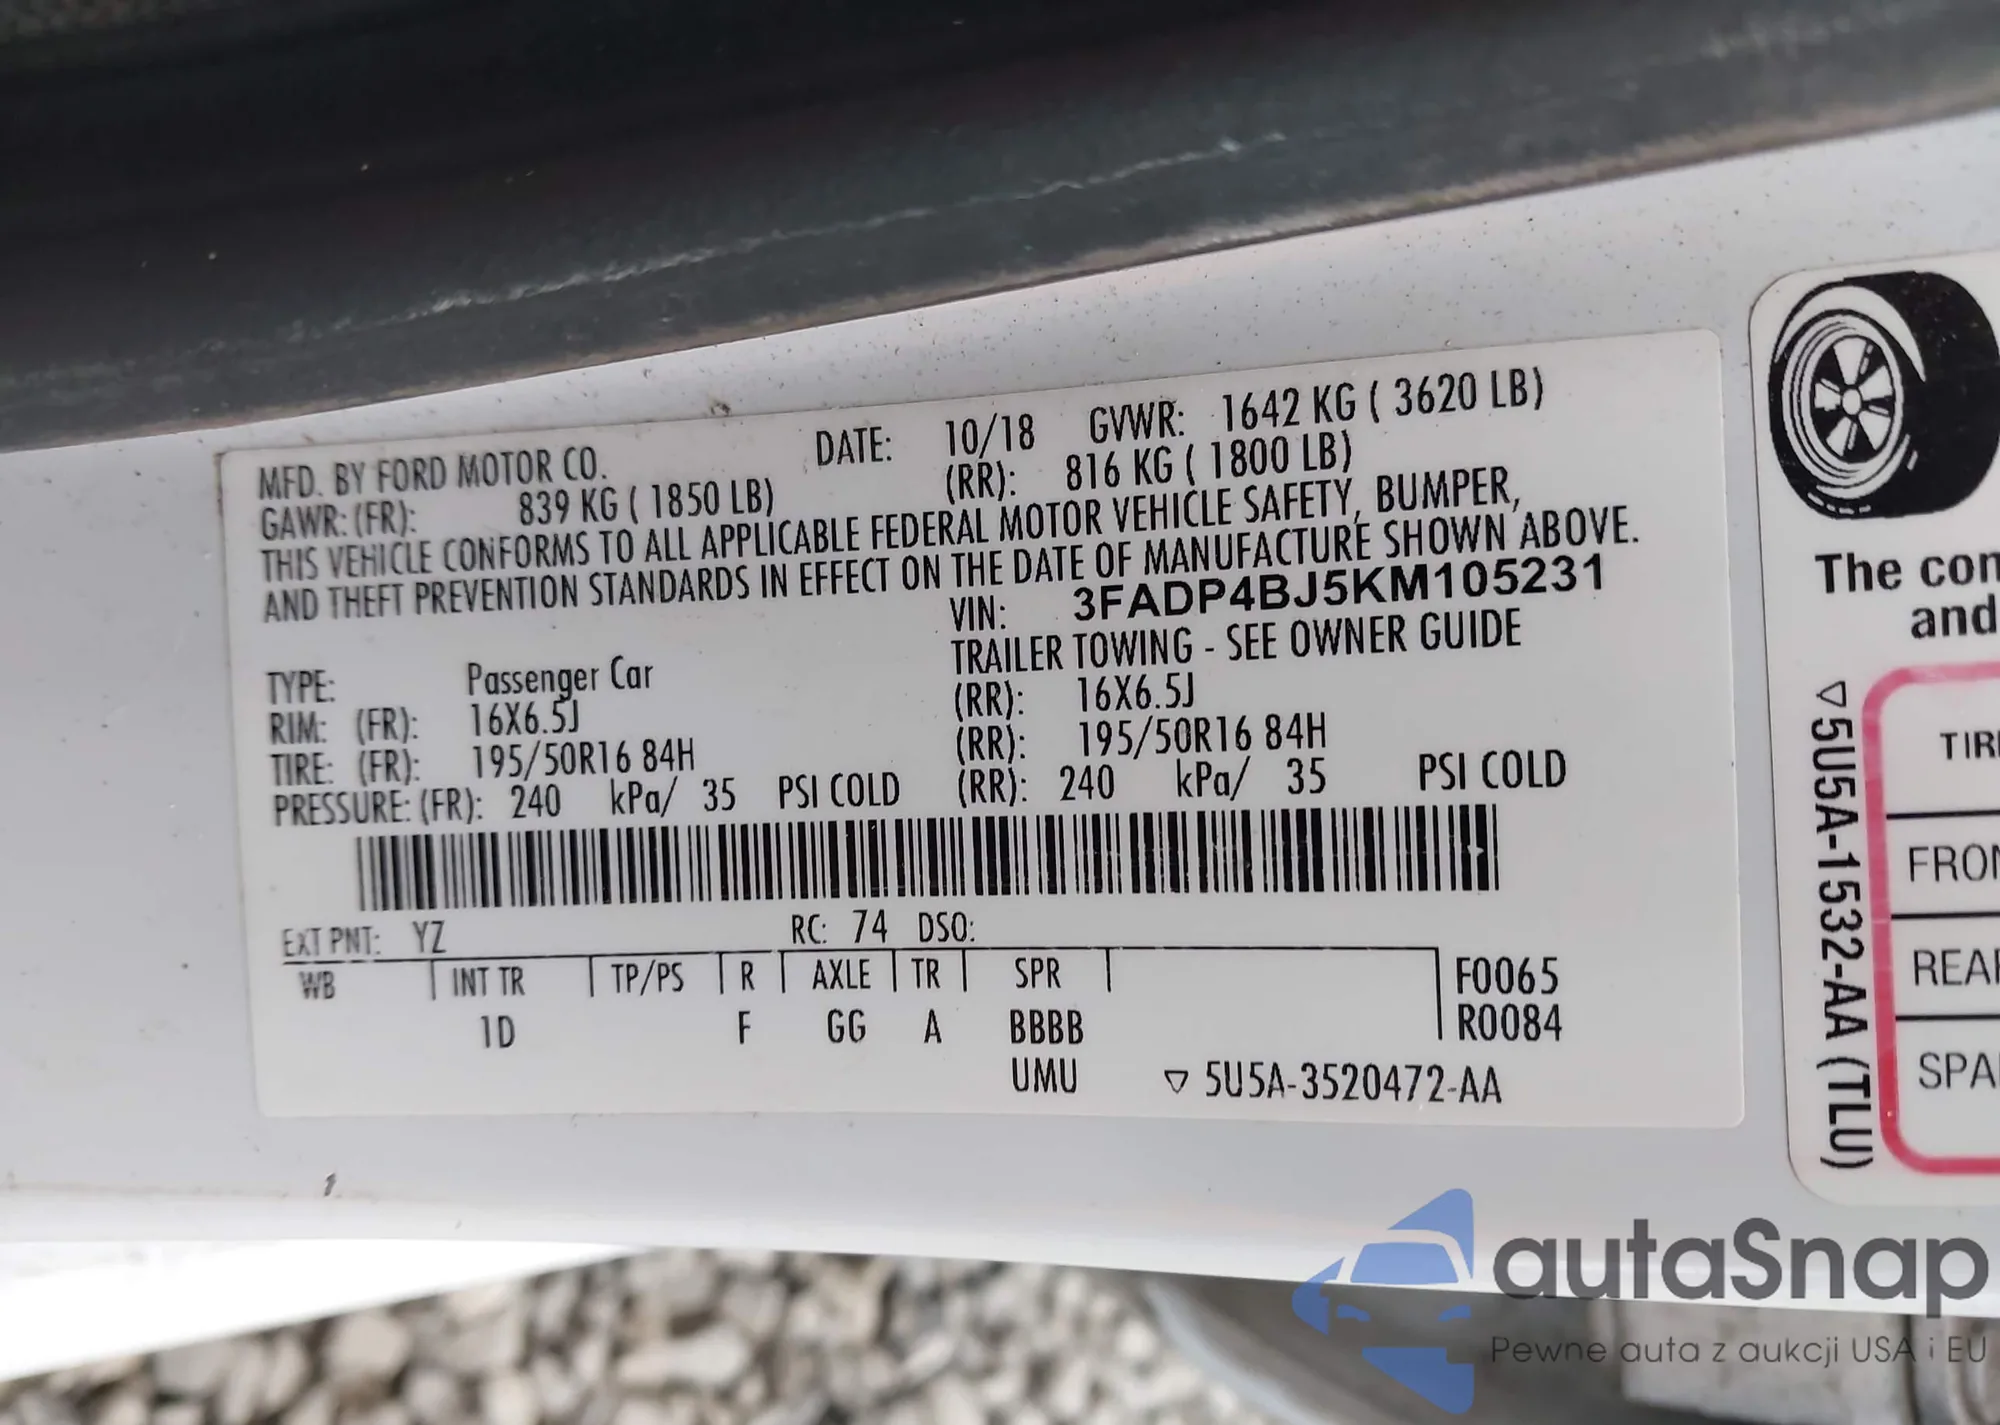 MFD. BY FORD MOTOR CO. DATE: 10/18 GVWR: 1642 KG ( 3620 LB)
GAWR: (FR): 839 KG ( 1850 LB) (RR): 816 KG ( 1800 LB)
THIS VEHICLE CONFORMS TO ALL APPLICABLE FEDERAL MOTOR VEHICLE SAFETY, BUMPER,
AND THEFT PREVENTION STANDARDS IN EFFECT ON THE DATE OF MANUFACTURE SHOWN ABOVE.
VIN: 3FADP4BJ5KM105231
TRAILER TOWING - SEE OWNER GUIDE
TYPE: Passenger Car
RIM: (FR): 16X6.5J (RR): 16X6.5J
TIRE: (FR): 195/50R16 84H (RR): 195/50R16 84H
PRESSURE: (FR): 240 kPa/ 35 PSI COLD (RR): 240 kPa/ 35 PSI COLD
EXT PNT: YZ RC: 74 DSO:
WB INT TR TP/PS R AXLE TR SPR F0065
1D F GG A BBBB R0084
UMU ▽ 5U5A-3520472-AA
The con
and
▽5U5A-1532-AA (TLU)
TIR
FRON
REAR
SPA
autaSnap
Pewne auta z aukcji USA i EU